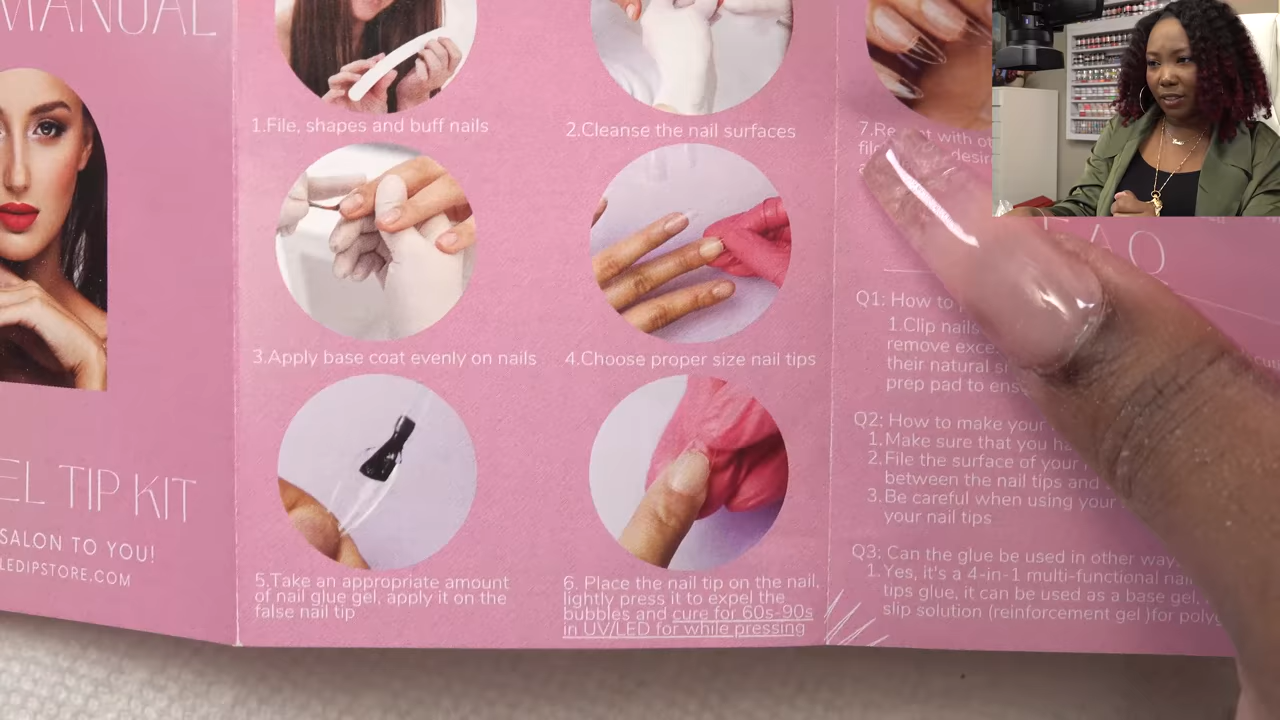 MANUAL
EL TIP KIT
SALON TO YOU!
LEDIPSTORE.COM
1.File, shapes and buff nails
2.Cleanse the nail surfaces
3.Apply base coat evenly on nails
4.Choose proper size nail tips
5.Take an appropriate amount
of nail glue gel, apply it on the
false nail tip
6. Place the nail tip on the nail,
lightly press it to expel the
bubbles and cure for 60s-90s
in UV/LED for while pressing
7.Re with
desire
Q1: How to
1.Clip nails
remove
their natural
prep pad to
Q2: How to make your
1.Make sure that you
2.File the surface of your
between the nail tips and
3.Be careful when using your
your nail tips
Q3: Can the glue be used in other
1.Yes, it's a 4-in-1 multi-functional
tips glue, it can be used as a base gel,
slip solution (reinforcement gel )for